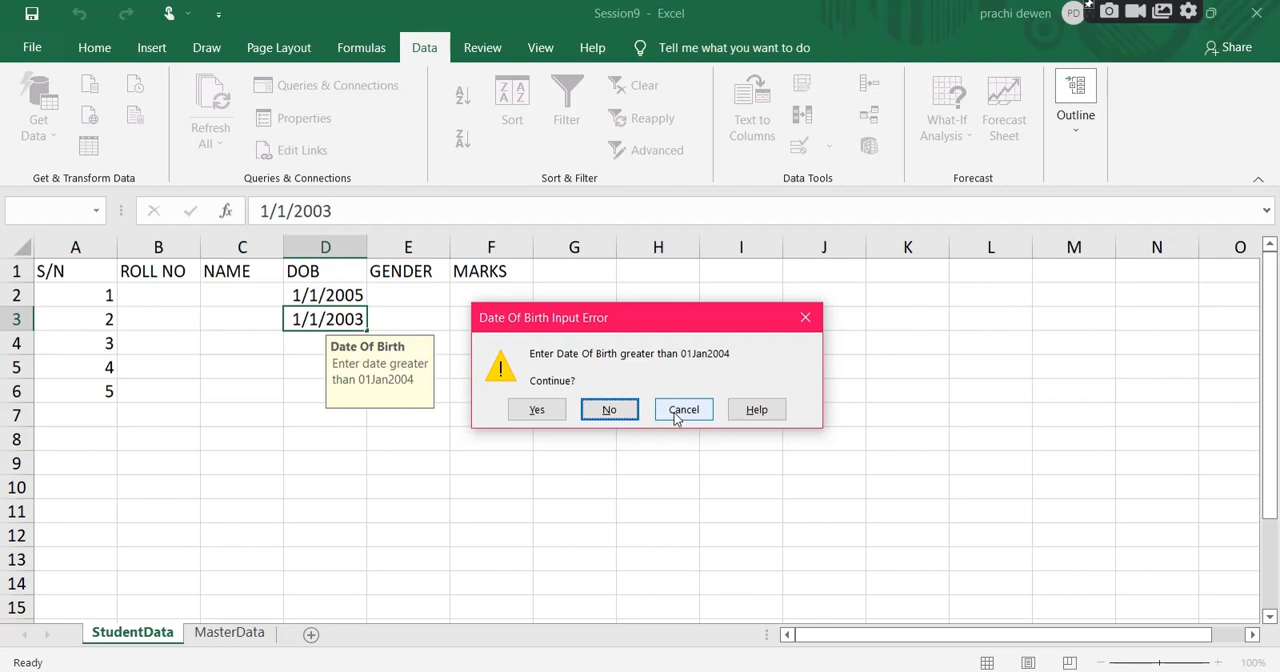 Session9 - Excel
prachi dewen PD
File Home Insert Draw Page Layout Formulas Data Review View Help Tell me what you want to do Share
Get Data
Refresh All
Queries & Connections
Properties
Edit Links
Sort
Filter
Clear
Reapply
Advanced
Text to Columns
What-If Analysis
Forecast Sheet
Outline
Get & Transform Data Queries & Connections Sort & Filter Data Tools Forecast
fx 1/1/2003
A B C D E F G H I J K L M N O
1 S/N ROLL NO NAME DOB GENDER MARKS
2 1 1/1/2005
3 2 1/1/2003
4 3
5 4
6 5
7
8
9
10
11
12
13
14
15
Date Of Birth
Enter date greater
than 01Jan2004
Date Of Birth Input Error
Enter Date Of Birth greater than 01Jan2004
Continue?
Yes No Cancel Help
StudentData MasterData
Ready 100%